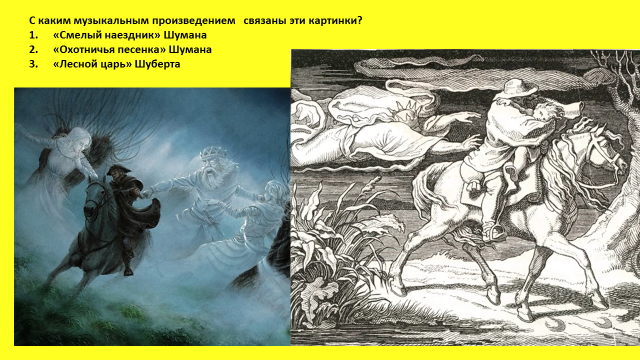 С каким музыкальным произведением связаны эти картинки?
1. «Смелый наездник» Шумана
2. «Охотничья песенка» Шумана
3. «Лесной царь» Шуберта